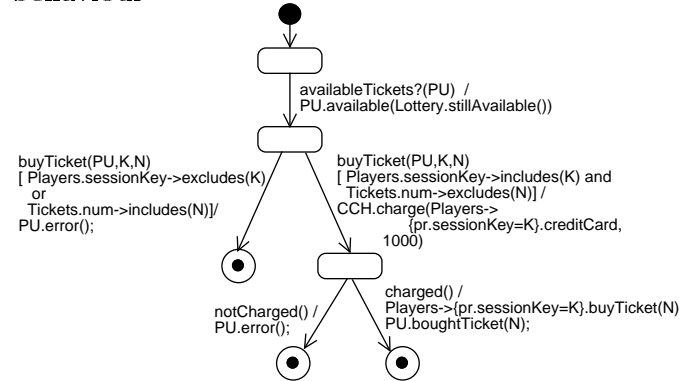 availableTickets?(PU) /
PU.available(Lottery.stillAvailable())
buyTicket(PU,K,N)
[ Players.sessionKey->excludes(K)
or
Tickets.num->includes(N)]/
PU.error();
buyTicket(PU,K,N)
[ Players.sessionKey->includes(K) and
Tickets.num->excludes(N)] /
CCH.charge(Players->
{pr.sessionKey=K}.creditCard,
1000)
notCharged() /
PU.error();
charged() /
Players->{pr.sessionKey=K}.buyTicket(N)
PU.boughtTicket(N);